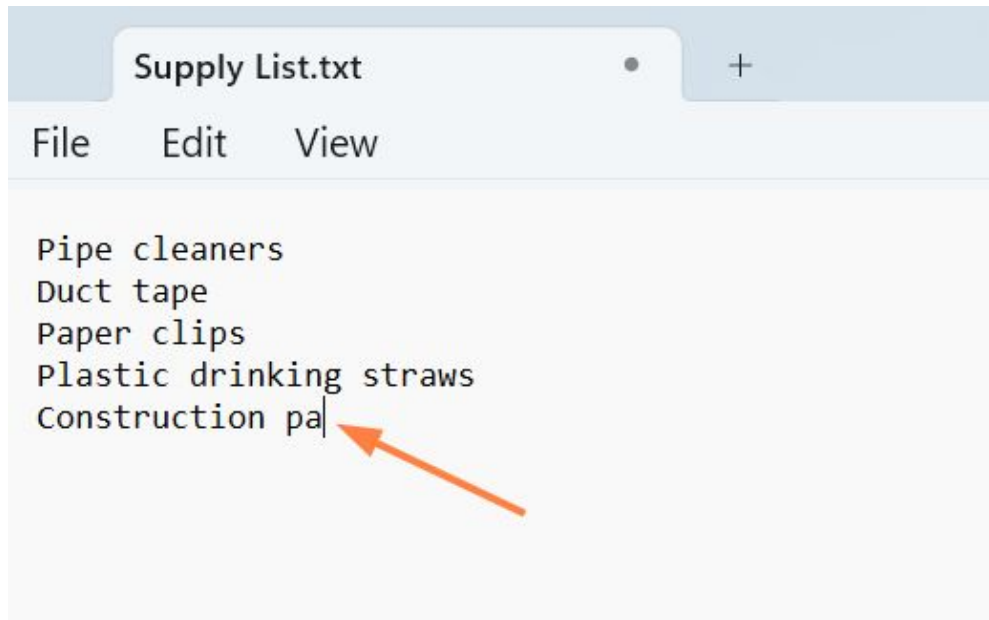 Supply List.txt
+
File Edit View
Pipe cleaners
Duct tape
Paper clips
Plastic drinking straws
Construction pa